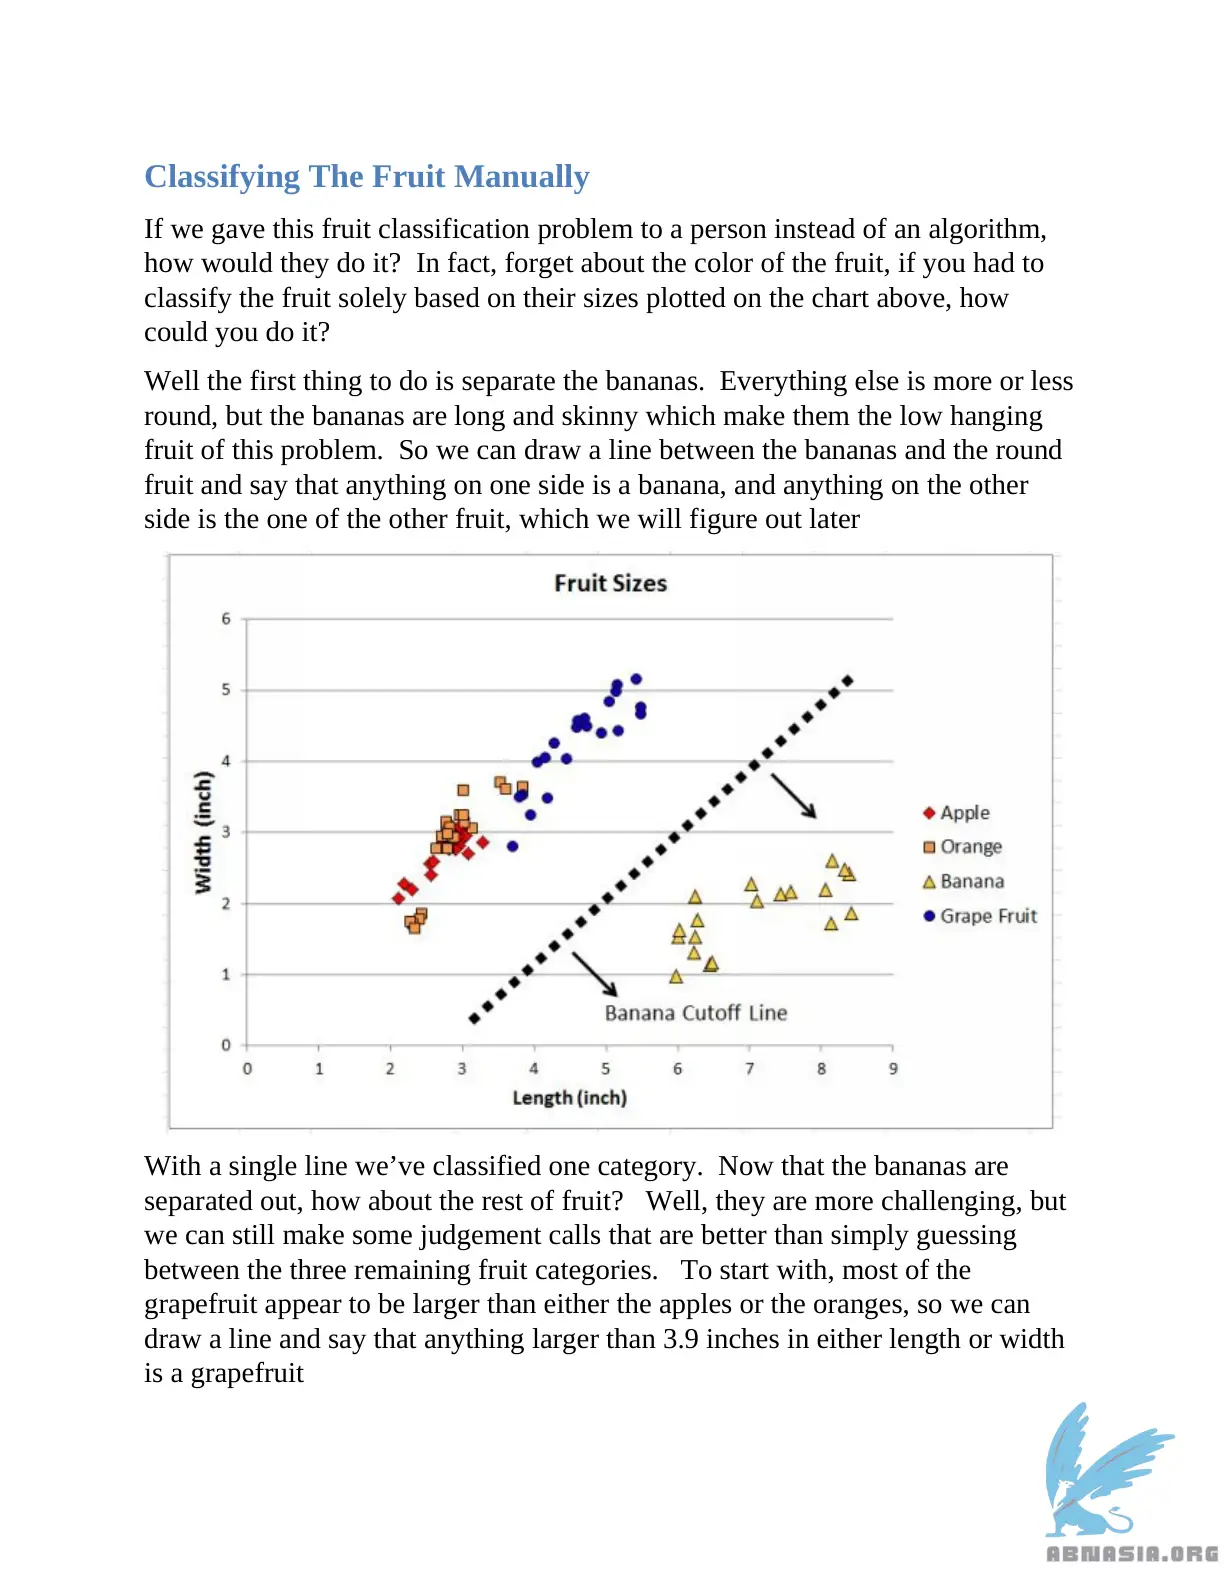 Classifying The Fruit Manually
If we gave this fruit classification problem to a person instead of an algorithm,
how would they do it?  In fact, forget about the color of the fruit, if you had to
classify the fruit solely based on their sizes plotted on the chart above, how
could you do it?
Well the first thing to do is separate the bananas.  Everything else is more or less
round, but the bananas are long and skinny which make them the low hanging
fruit of this problem.  So we can draw a line between the bananas and the round
fruit and say that anything on one side is a banana, and anything on the other
side is the one of the other fruit, which we will figure out later
Fruit Sizes
6
5
4
3
2
1
0
Width (inch)
Apple
Orange
Banana
Grape Fruit
Banana Cutoff Line
0 1 2 3 4 5 6 7 8 9
Length (inch)
With a single line we’ve classified one category.  Now that the bananas are
separated out, how about the rest of fruit?   Well, they are more challenging, but
we can still make some judgement calls that are better than simply guessing
between the three remaining fruit categories.   To start with, most of the
grapefruit appear to be larger than either the apples or the oranges, so we can
draw a line and say that anything larger than 3.9 inches in either length or width
is a grapefruit
ABNASIA.ORG